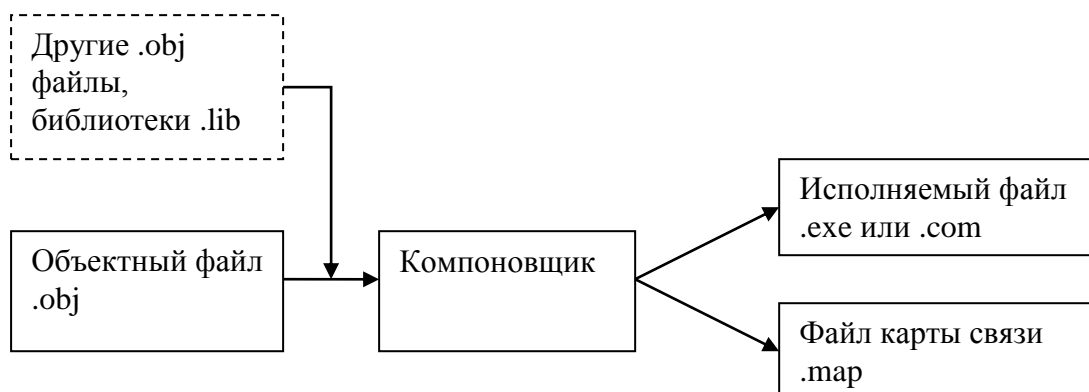 Другие .obj
файлы,
библиотеки .lib
Объектный файл
.obj
Компоновщик
Исполняемый файл
.exe или .com
Файл карты связи
.map